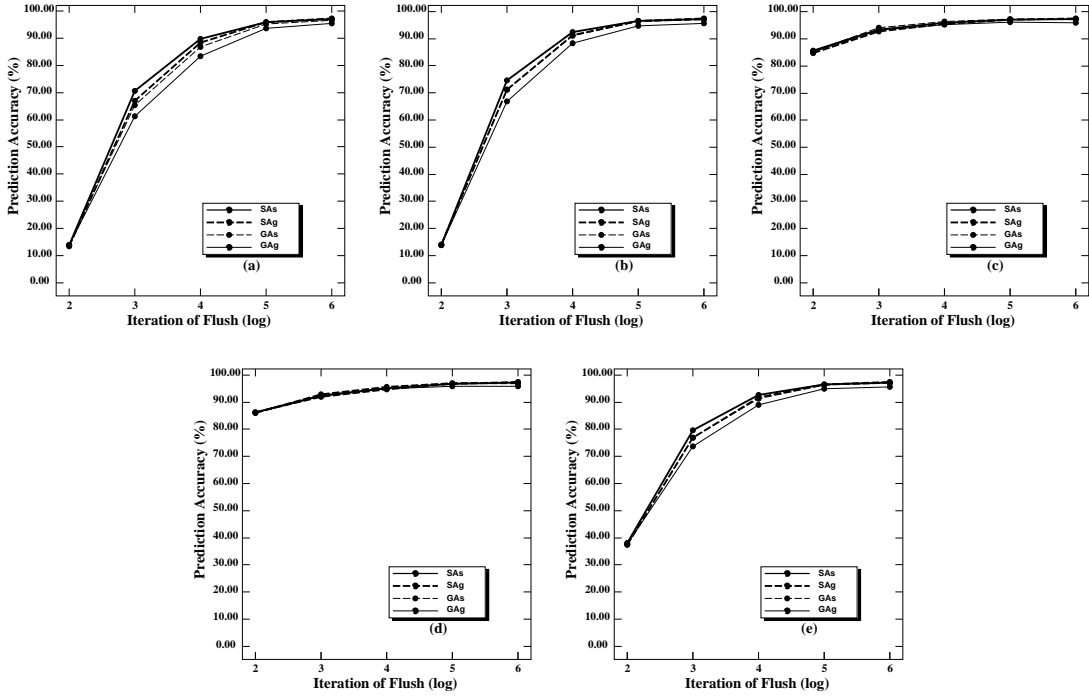 Prediction Accuracy (%)
100.00
90.00
80.00
70.00
60.00
50.00
40.00
30.00
20.00
10.00
0.00
SAs
SAg
GAs
GAg
(a)
2 3 4 5 6
Iteration of Flush (log)
Prediction Accuracy (%)
100.00
90.00
80.00
70.00
60.00
50.00
40.00
30.00
20.00
10.00
0.00
SAs
SAg
GAs
GAg
(b)
2 3 4 5 6
Iteration of Flush (log)
Prediction Accuracy (%)
100.00
90.00
80.00
70.00
60.00
50.00
40.00
30.00
20.00
10.00
0.00
SAs
SAg
GAs
GAg
(c)
2 3 4 5 6
Iteration of Flush (log)
Prediction Accuracy (%)
100.00
90.00
80.00
70.00
60.00
50.00
40.00
30.00
20.00
10.00
0.00
SAs
SAg
GAs
GAg
(d)
2 3 4 5 6
Iteration of Flush (log)
Prediction Accuracy (%)
100.00
90.00
80.00
70.00
60.00
50.00
40.00
30.00
20.00
10.00
0.00
SAs
SAg
GAs
GAg
(e)
2 3 4 5 6
Iteration of Flush (log)